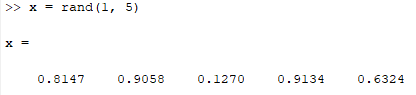 >> x = rand(1, 5)
x =
0.8147 0.9058 0.1270 0.9134 0.6324